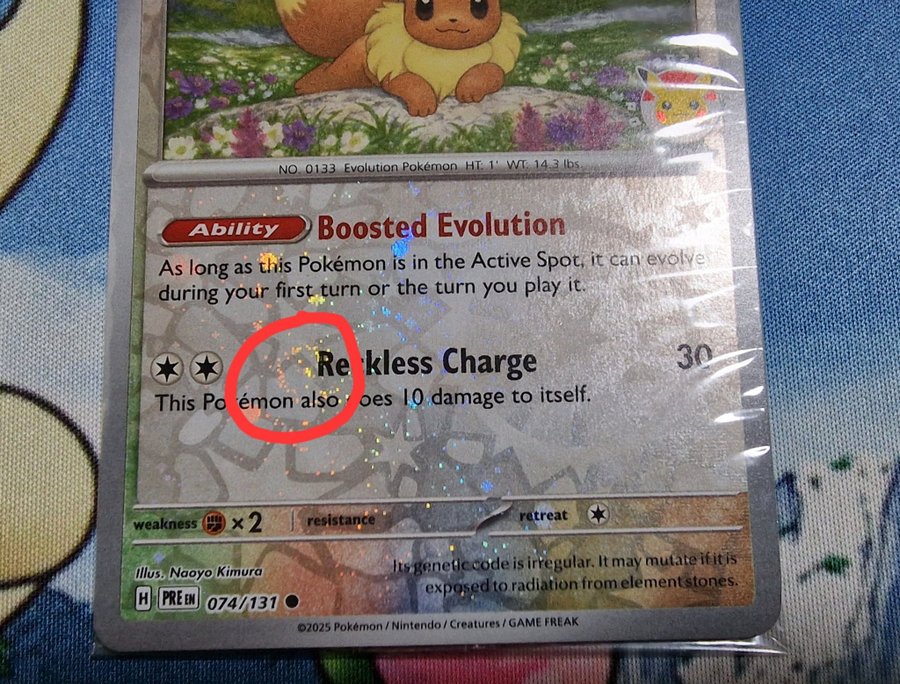 NO. 0133 Evolution Pokémon HT: 1' WT: 14.3 lbs.
Ability Boosted Evolution
As long as this Pokémon is in the Active Spot, it can evolve
during your first turn or the turn you play it.
Reckless Charge 30
This Pokémon also does 10 damage to itself.
weakness ×2 resistance retreat
Illus. Naoyo Kimura
Its genetic code is irregular. It may mutate if it is
exposed to radiation from element stones.
H PRE EN 074/131
©2025 Pokémon / Nintendo / Creatures / GAME FREAK